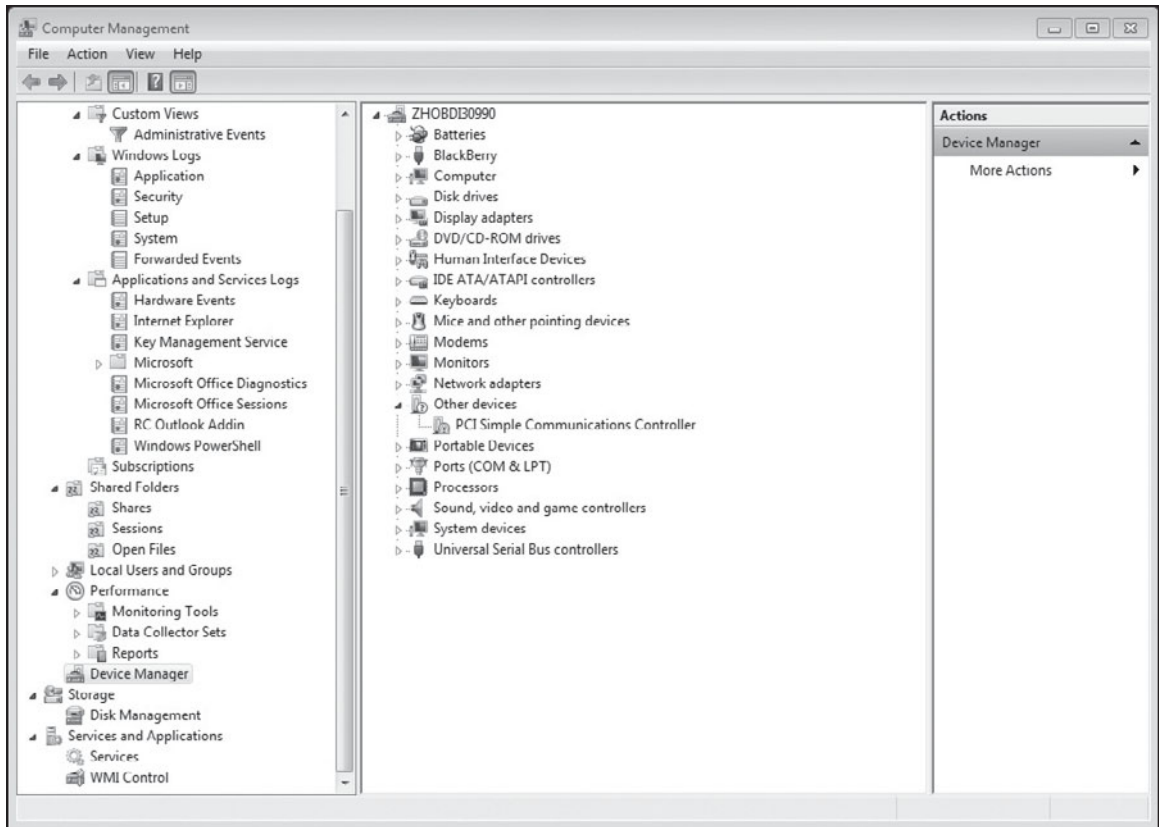 Computer Management
File Action View Help
Custom Views
Administrative Events
Windows Logs
Application
Security
Setup
System
Forwarded Events
Applications and Services Logs
Hardware Events
Internet Explorer
Key Management Service
Microsoft
Microsoft Office Diagnostics
Microsoft Office Sessions
RC Outlook Addin
Windows PowerShell
Subscriptions
Shared Folders
Shares
Sessions
Open Files
Local Users and Groups
Performance
Monitoring Tools
Data Collector Sets
Reports
Device Manager
Storage
Disk Management
Services and Applications
Services
WMI Control
ZHOBDI30990
Batteries
BlackBerry
Computer
Disk drives
Display adapters
DVD/CD-ROM drives
Human Interface Devices
IDE ATA/ATAPI controllers
Keyboards
Mice and other pointing devices
Modems
Monitors
Network adapters
Other devices
PCI Simple Communications Controller
Portable Devices
Ports (COM & LPT)
Processors
Sound, video and game controllers
System devices
Universal Serial Bus controllers
Actions
Device Manager
More Actions